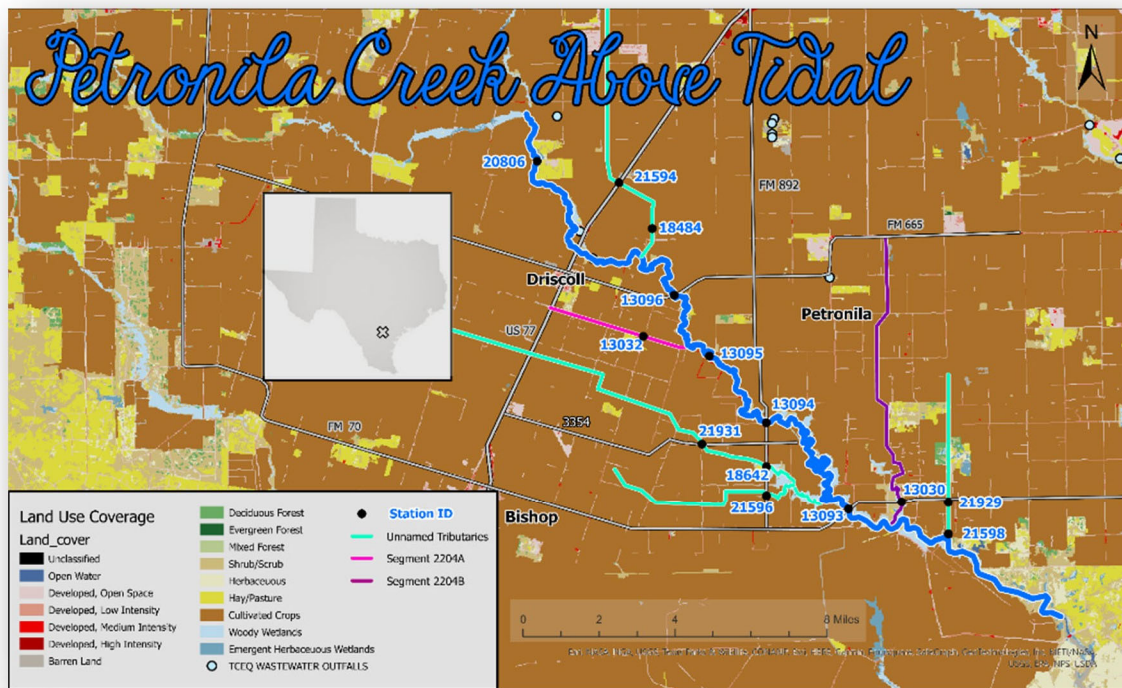 Petronila Creek Above Tidal
N
20806
21594
FM 892
18484
FM 665
Driscoll
13096
Petronila
US 77
13032
13095
13094
3354
21931
FM 70
18642
13030
21929
21596
13093
Bishop
21598
Land Use Coverage
Land_cover
Unclassified
Open Water
Developed, Open Space
Developed, Low Intensity
Developed, Medium Intensity
Developed, High Intensity
Barren Land
Deciduous Forest
Evergreen Forest
Mixed Forest
Shrub/Scrub
Herbaceous
Hay/Pasture
Cultivated Crops
Woody Wetlands
Emergent Herbaceuous Wetlands
TCEQ WASTEWATER OUTFALLS
Station ID
Unnamed Tributaries
Segment 2204A
Segment 2204B
0 2 4 8 Miles